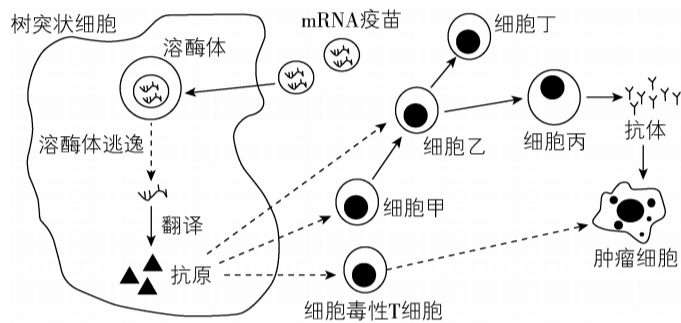 树突状细胞
mRNA疫苗
细胞丁
溶酶体
溶酶体逃逸
细胞乙
细胞丙
抗体
翻译
细胞甲
抗原
肿瘤细胞
细胞毒性T细胞